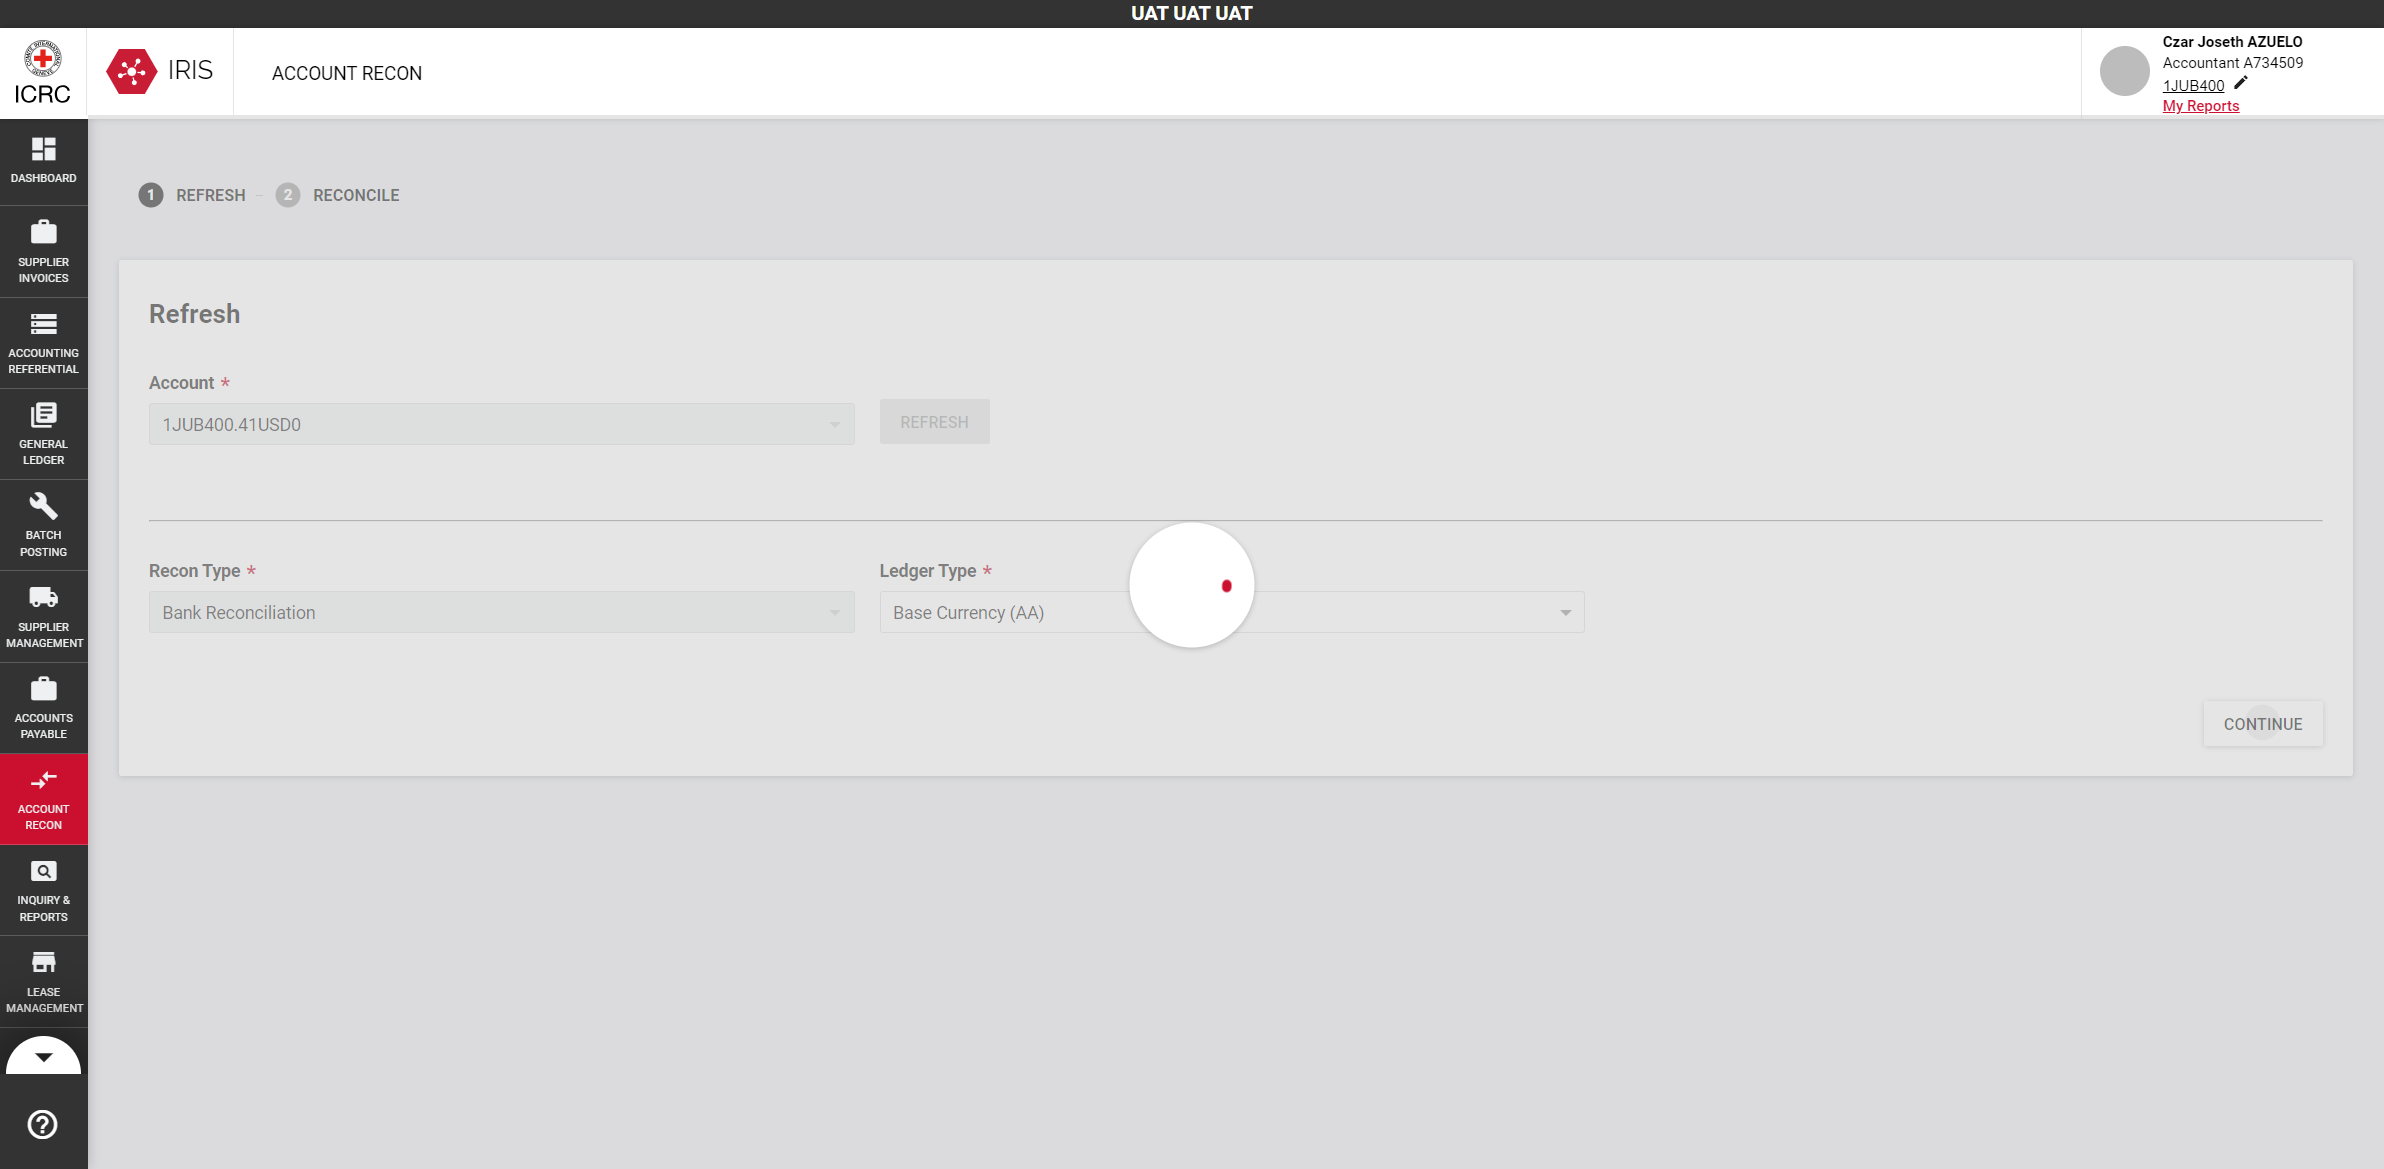 UAT UAT UAT
ICRC
IRIS
ACCOUNT RECON
Czar Joseth AZUELO
Accountant A734509
1JUB400
My Reports
DASHBOARD
SUPPLIER
INVOICES
ACCOUNTING
REFERENTIAL
GENERAL
LEDGER
BATCH
POSTING
SUPPLIER
MANAGEMENT
ACCOUNTS
PAYABLE
ACCOUNT
RECON
INQUIRY &
REPORTS
LEASE
MANAGEMENT
1 REFRESH – 2 RECONCILE
Refresh
Account *
1JUB400.41USD0
REFRESH
Recon Type *
Ledger Type *
Bank Reconciliation
Base Currency (AA)
CONTINUE